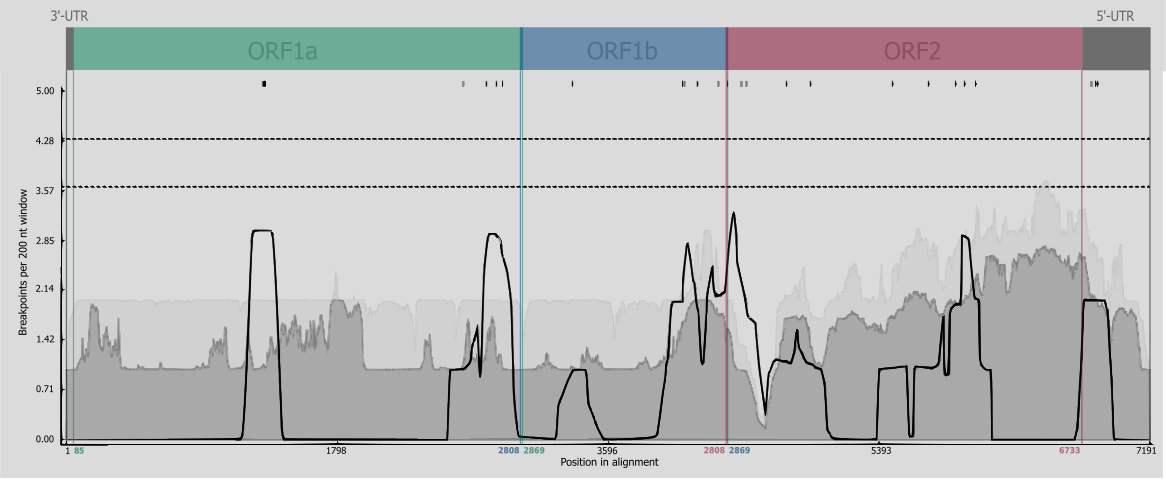 3'-UTR 5'-UTR
ORF1a ORF1b ORF2
5.00
4.28
3.57
2.85
2.14
1.42
0.71
0.00
Breakpoints per 200 nt window
1 85 1798 2808 2869 3596 2808 2869 5393 6733 7191
Position in alignment